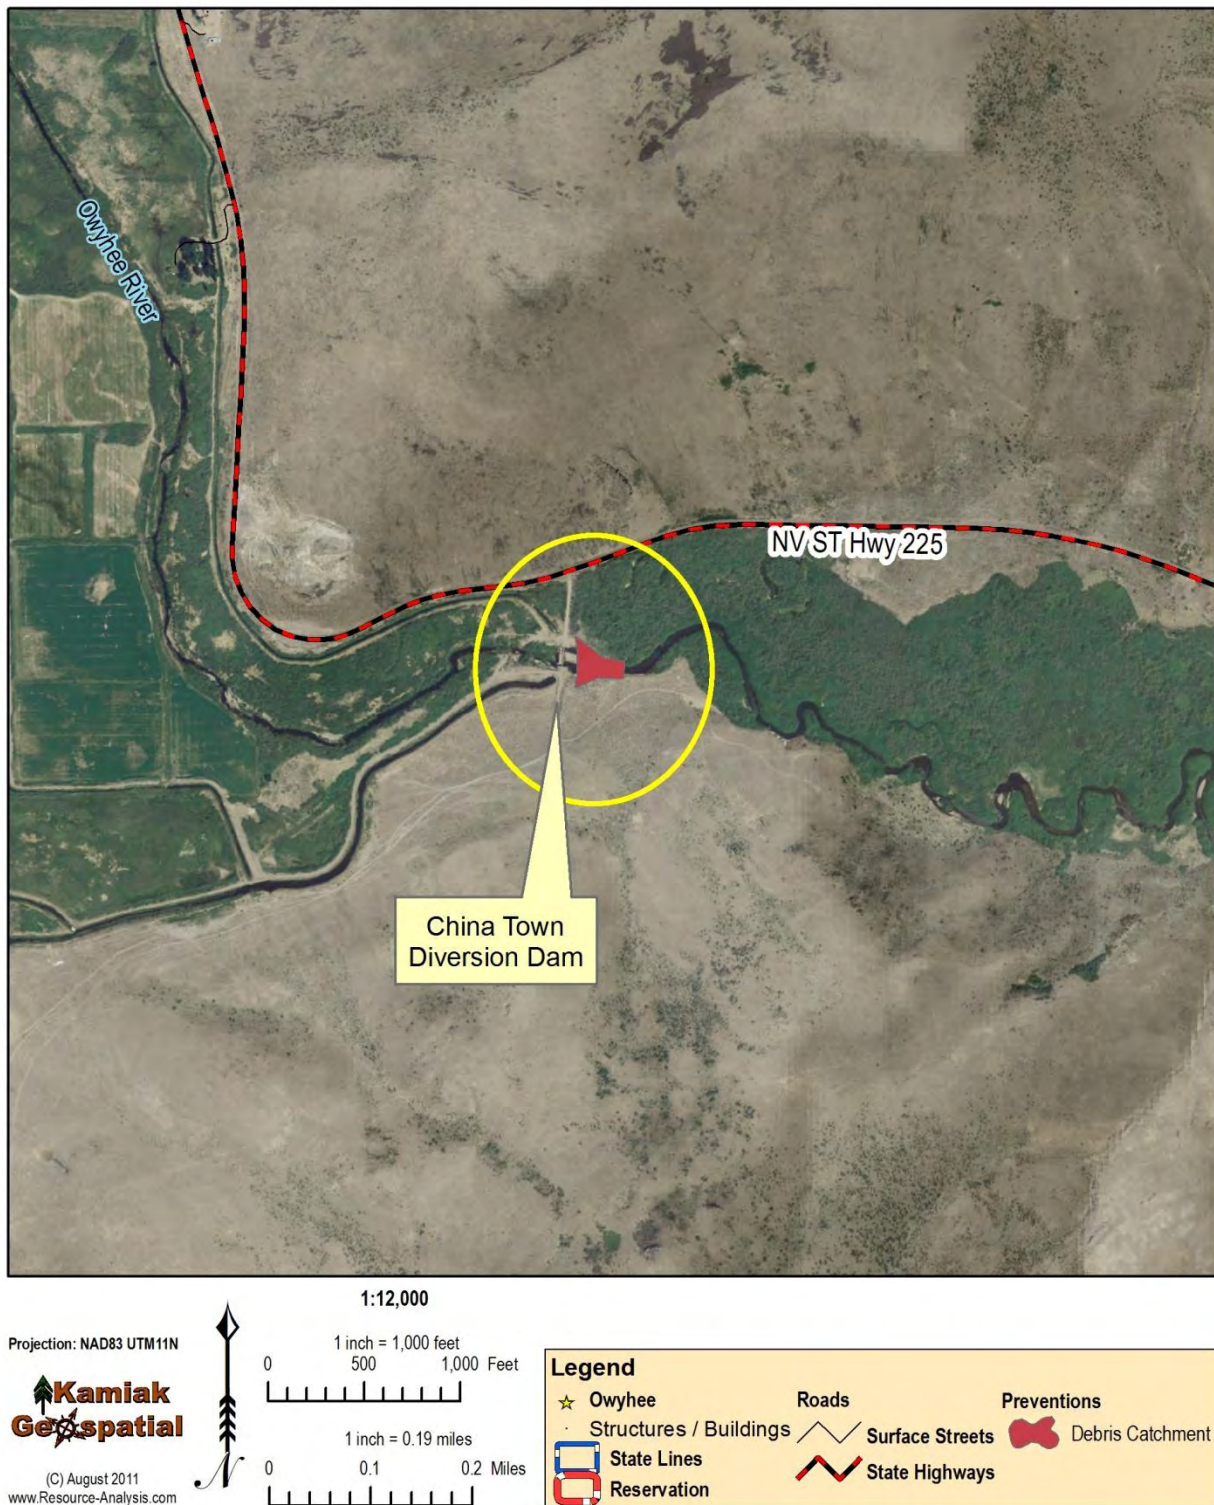 Owyhee River
NV ST Hwy 225
China Town
Diversion Dam
1:12,000
Projection: NAD83 UTM11N
1 inch = 1,000 feet
0 500 1,000 Feet
Kamiak
Geospatial
1 inch = 0.19 miles
0 0.1 0.2 Miles
(C) August 2011
www.Resource-Analysis.com
N
Legend
Owyhee
Structures / Buildings
State Lines
Reservation
Roads
Surface Streets
State Highways
Preventions
Debris Catchment